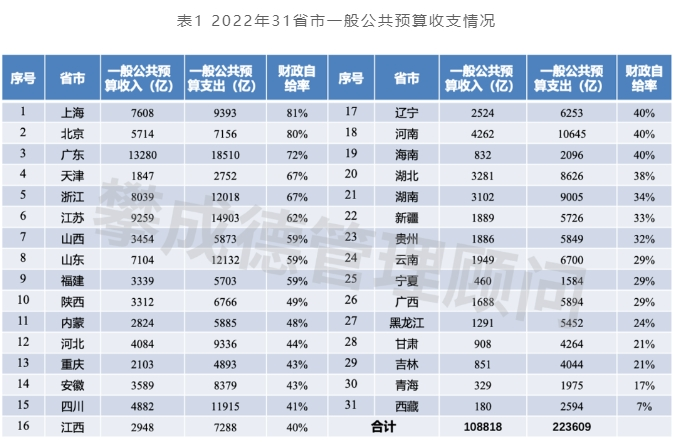 表1 2022年31省市一般公共预算收支情况
序号 省市 一般公共预算收入（亿） 一般公共预算支出（亿） 财政自给率 序号 省市 一般公共预算收入（亿） 一般公共预算支出（亿） 财政自给率
1 上海 7608 9393 81% 17 辽宁 2524 6253 40%
2 北京 5714 7156 80% 18 河南 4262 10645 40%
3 广东 13280 18510 72% 19 海南 832 2096 40%
4 天津 1847 2752 67% 20 湖北 3281 8626 38%
5 浙江 8039 12018 67% 21 湖南 3102 9005 34%
6 江苏 9259 14903 62% 22 新疆 1889 5726 33%
7 山西 3454 5873 59% 23 贵州 1886 5849 32%
8 山东 7104 12132 59% 24 云南 1949 6700 29%
9 福建 3339 5703 59% 25 宁夏 460 1584 29%
10 陕西 3312 6766 49% 26 广西 1688 5894 29%
11 内蒙 2824 5885 48% 27 黑龙江 1291 5452 24%
12 河北 4084 9336 44% 28 甘肃 908 4264 21%
13 重庆 2103 4893 43% 29 吉林 851 4044 21%
14 安徽 3589 8379 43% 30 青海 329 1975 17%
15 四川 4882 11915 41% 31 西藏 180 2594 7%
16 江西 2948 7288 40% 合计 108818 223609
攀成德管理顾问